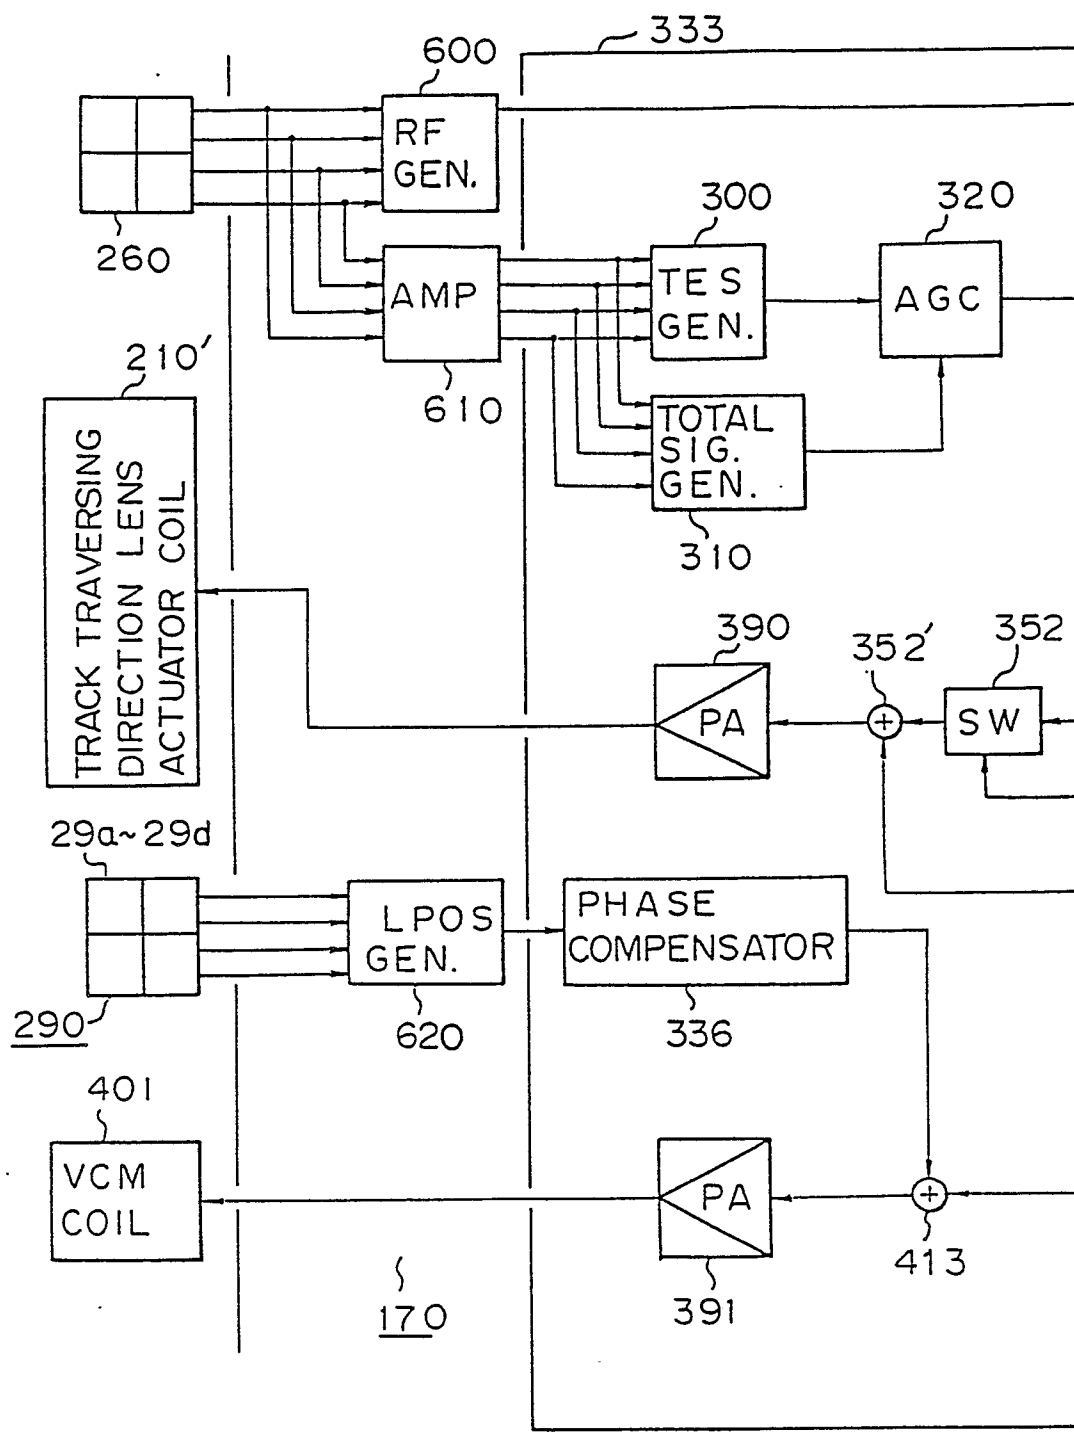 333
600
RF
GEN.
260
300
320
AMP
TES
GEN.
AGC
610
210′
TOTAL
SIG.
GEN.
310
TRACK TRAVERSING
DIRECTION LENS
ACTUATOR COIL
390
352′
352
PA
+
SW
29a~29d
LPOS
GEN.
PHASE
COMPENSATOR
290
620
336
401
VCM
COIL
PA
+
413
391
170